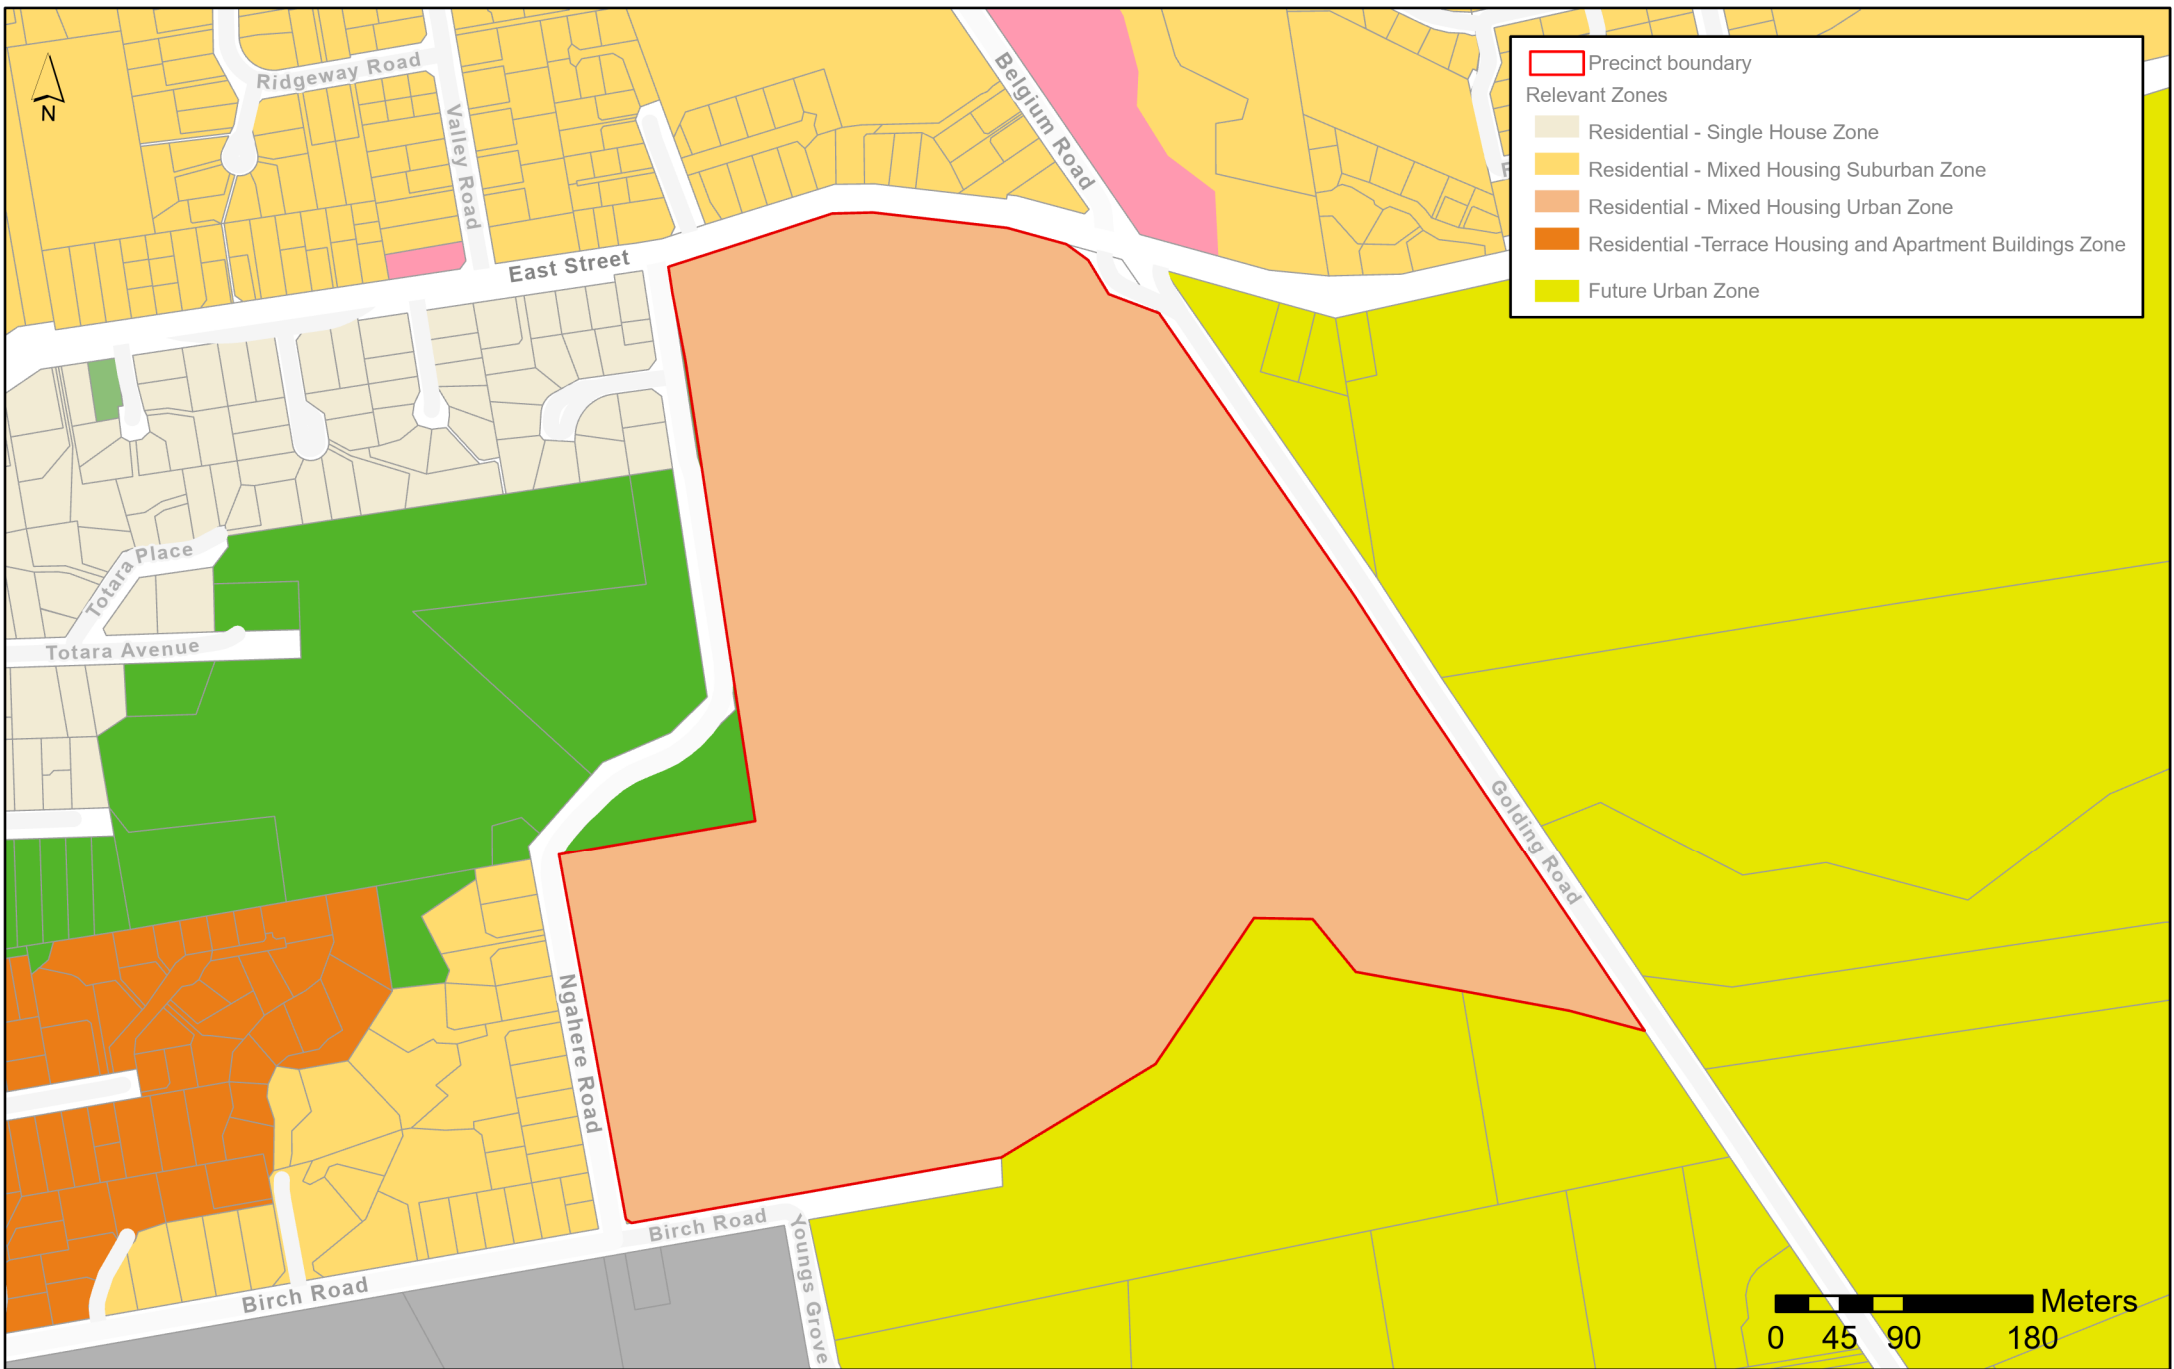 Ridgeway Road
Valley Road
Belgium Road
N
East Street
Totara Place
Totara Avenue
Golding Road
Ngahere Road
Birch Road
Birch Road
Youngs Grove
Precinct boundary
Relevant Zones
Residential - Single House Zone
Residential - Mixed Housing Suburban Zone
Residential - Mixed Housing Urban Zone
Residential -Terrace Housing and Apartment Buildings Zone
Future Urban Zone
Meters
0 45 90 180